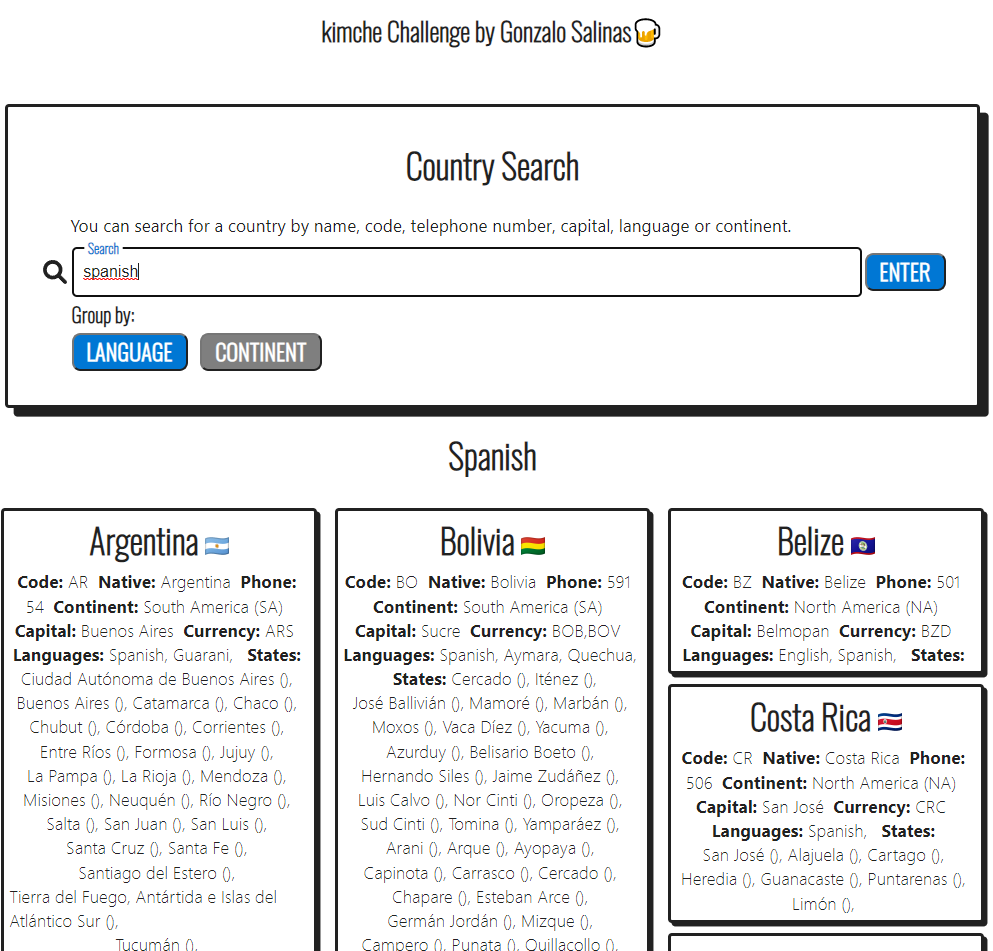 kimche Challenge by Gonzalo Salinas
Country Search
You can search for a country by name, code, telephone number, capital, language or continent.
Search
spanish
ENTER
Group by:
LANGUAGE
CONTINENT
Spanish
Argentina
Code: AR Native: Argentina Phone:
54 Continent: South America (SA)
Capital: Buenos Aires Currency: ARS
Languages: Spanish, Guarani, States:
Ciudad Autónoma de Buenos Aires (),
Buenos Aires (), Catamarca (), Chaco (),
Chubut (), Córdoba (), Corrientes (),
Entre Ríos (), Formosa (), Jujuy (),
La Pampa (), La Rioja (), Mendoza (),
Misiones (), Neuquén (), Río Negro (),
Salta (), San Juan (), San Luis (),
Santa Cruz (), Santa Fe (),
Santiago del Estero (),
Tierra del Fuego, Antártida e Islas del
Atlántico Sur (),
Tucumán (),
Bolivia
Code: BO Native: Bolivia Phone: 591
Continent: South America (SA)
Capital: Sucre Currency: BOB,BOV
Languages: Spanish, Aymara, Quechua,
States: Cercado (), Iténez (),
José Ballivián (), Mamoré (), Marbán (),
Moxos (), Vaca Díez (), Yacuma (),
Azurduy (), Belisario Boeto (),
Hernando Siles (), Jaime Zudáñez (),
Luis Calvo (), Nor Cinti (), Oropeza (),
Sud Cinti (), Tomina (), Yamparáez (),
Arani (), Arque (), Ayopaya (),
Capinota (), Carrasco (), Cercado (),
Chapare (), Esteban Arce (),
Germán Jordán (), Mizque (),
Campero (), Punata (), Quillacollo (),
Belize
Code: BZ Native: Belize Phone: 501
Continent: North America (NA)
Capital: Belmopan Currency: BZD
Languages: English, Spanish, States:
Costa Rica
Code: CR Native: Costa Rica Phone:
506 Continent: North America (NA)
Capital: San José Currency: CRC
Languages: Spanish, States:
San José (), Alajuela (), Cartago (),
Heredia (), Guanacaste (), Puntarenas (),
Limón (),